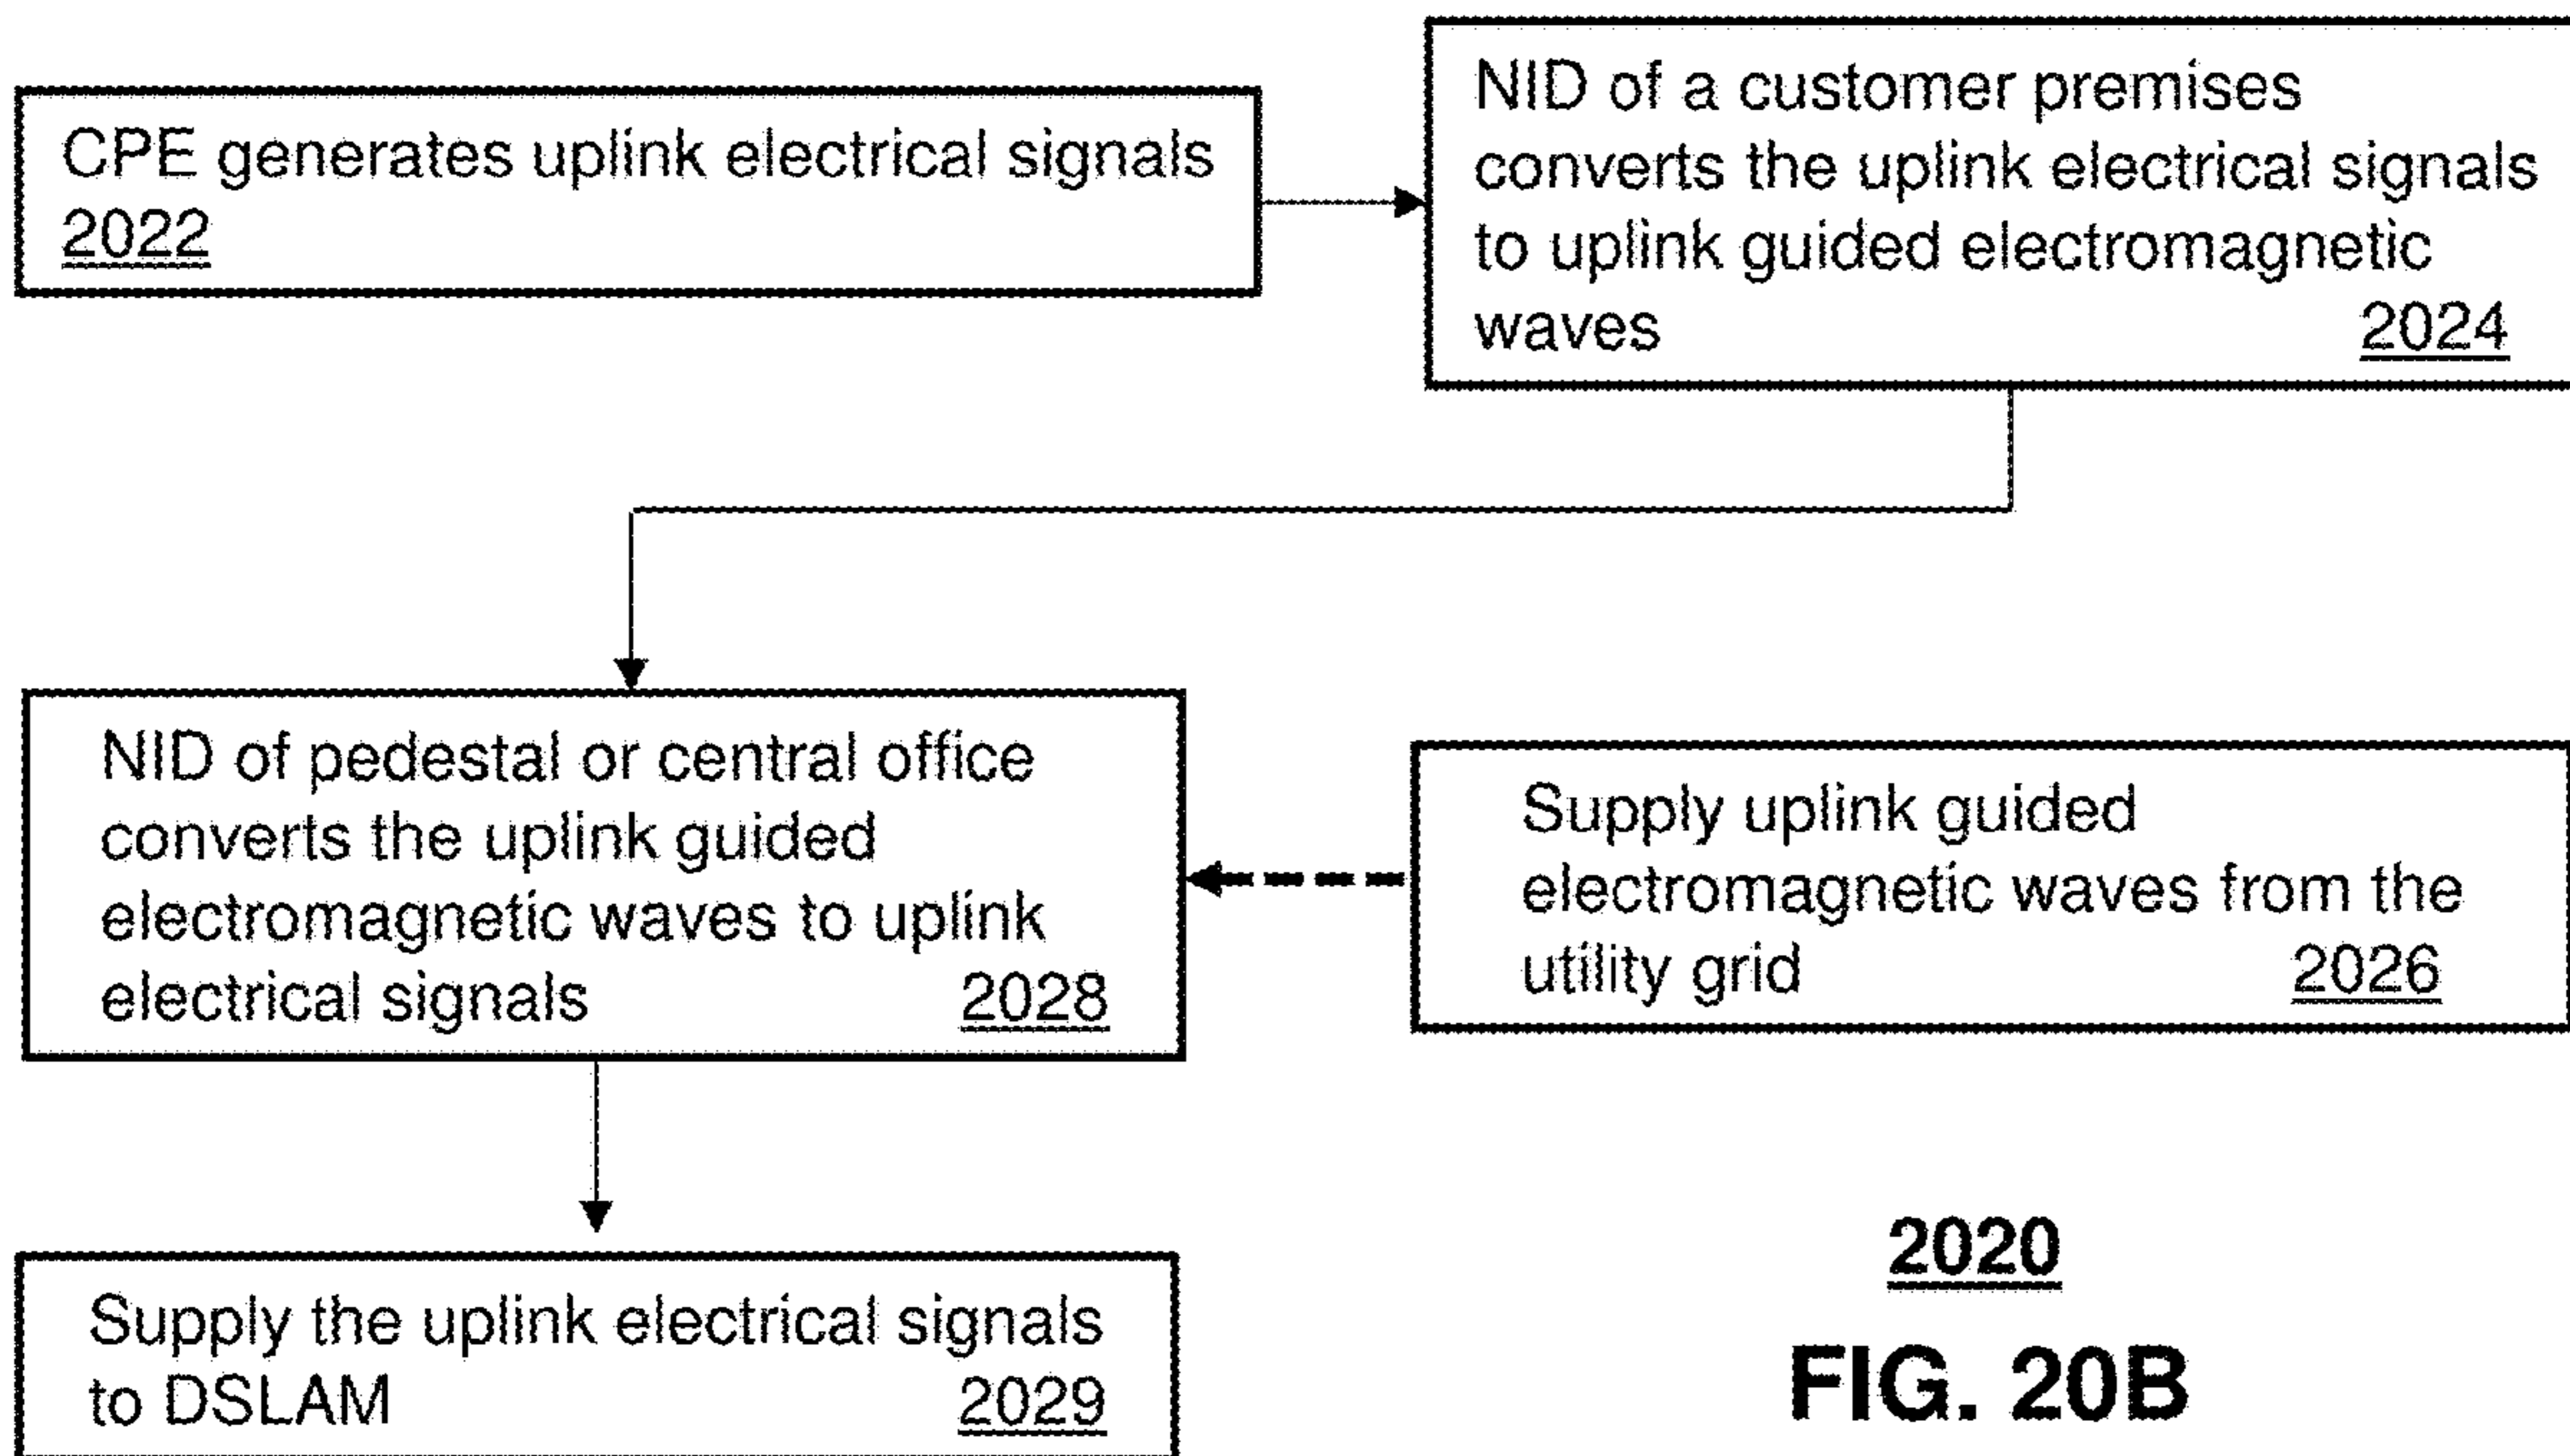 CPE generates uplink electrical signals
2022
NID of a customer premises
converts the uplink electrical signals
to uplink guided electromagnetic
waves 2024
NID of pedestal or central office
converts the uplink guided
electromagnetic waves to uplink
electrical signals 2028
Supply uplink guided
electromagnetic waves from the
utility grid 2026
Supply the uplink electrical signals
to DSLAM 2029
2020
FIG. 20B